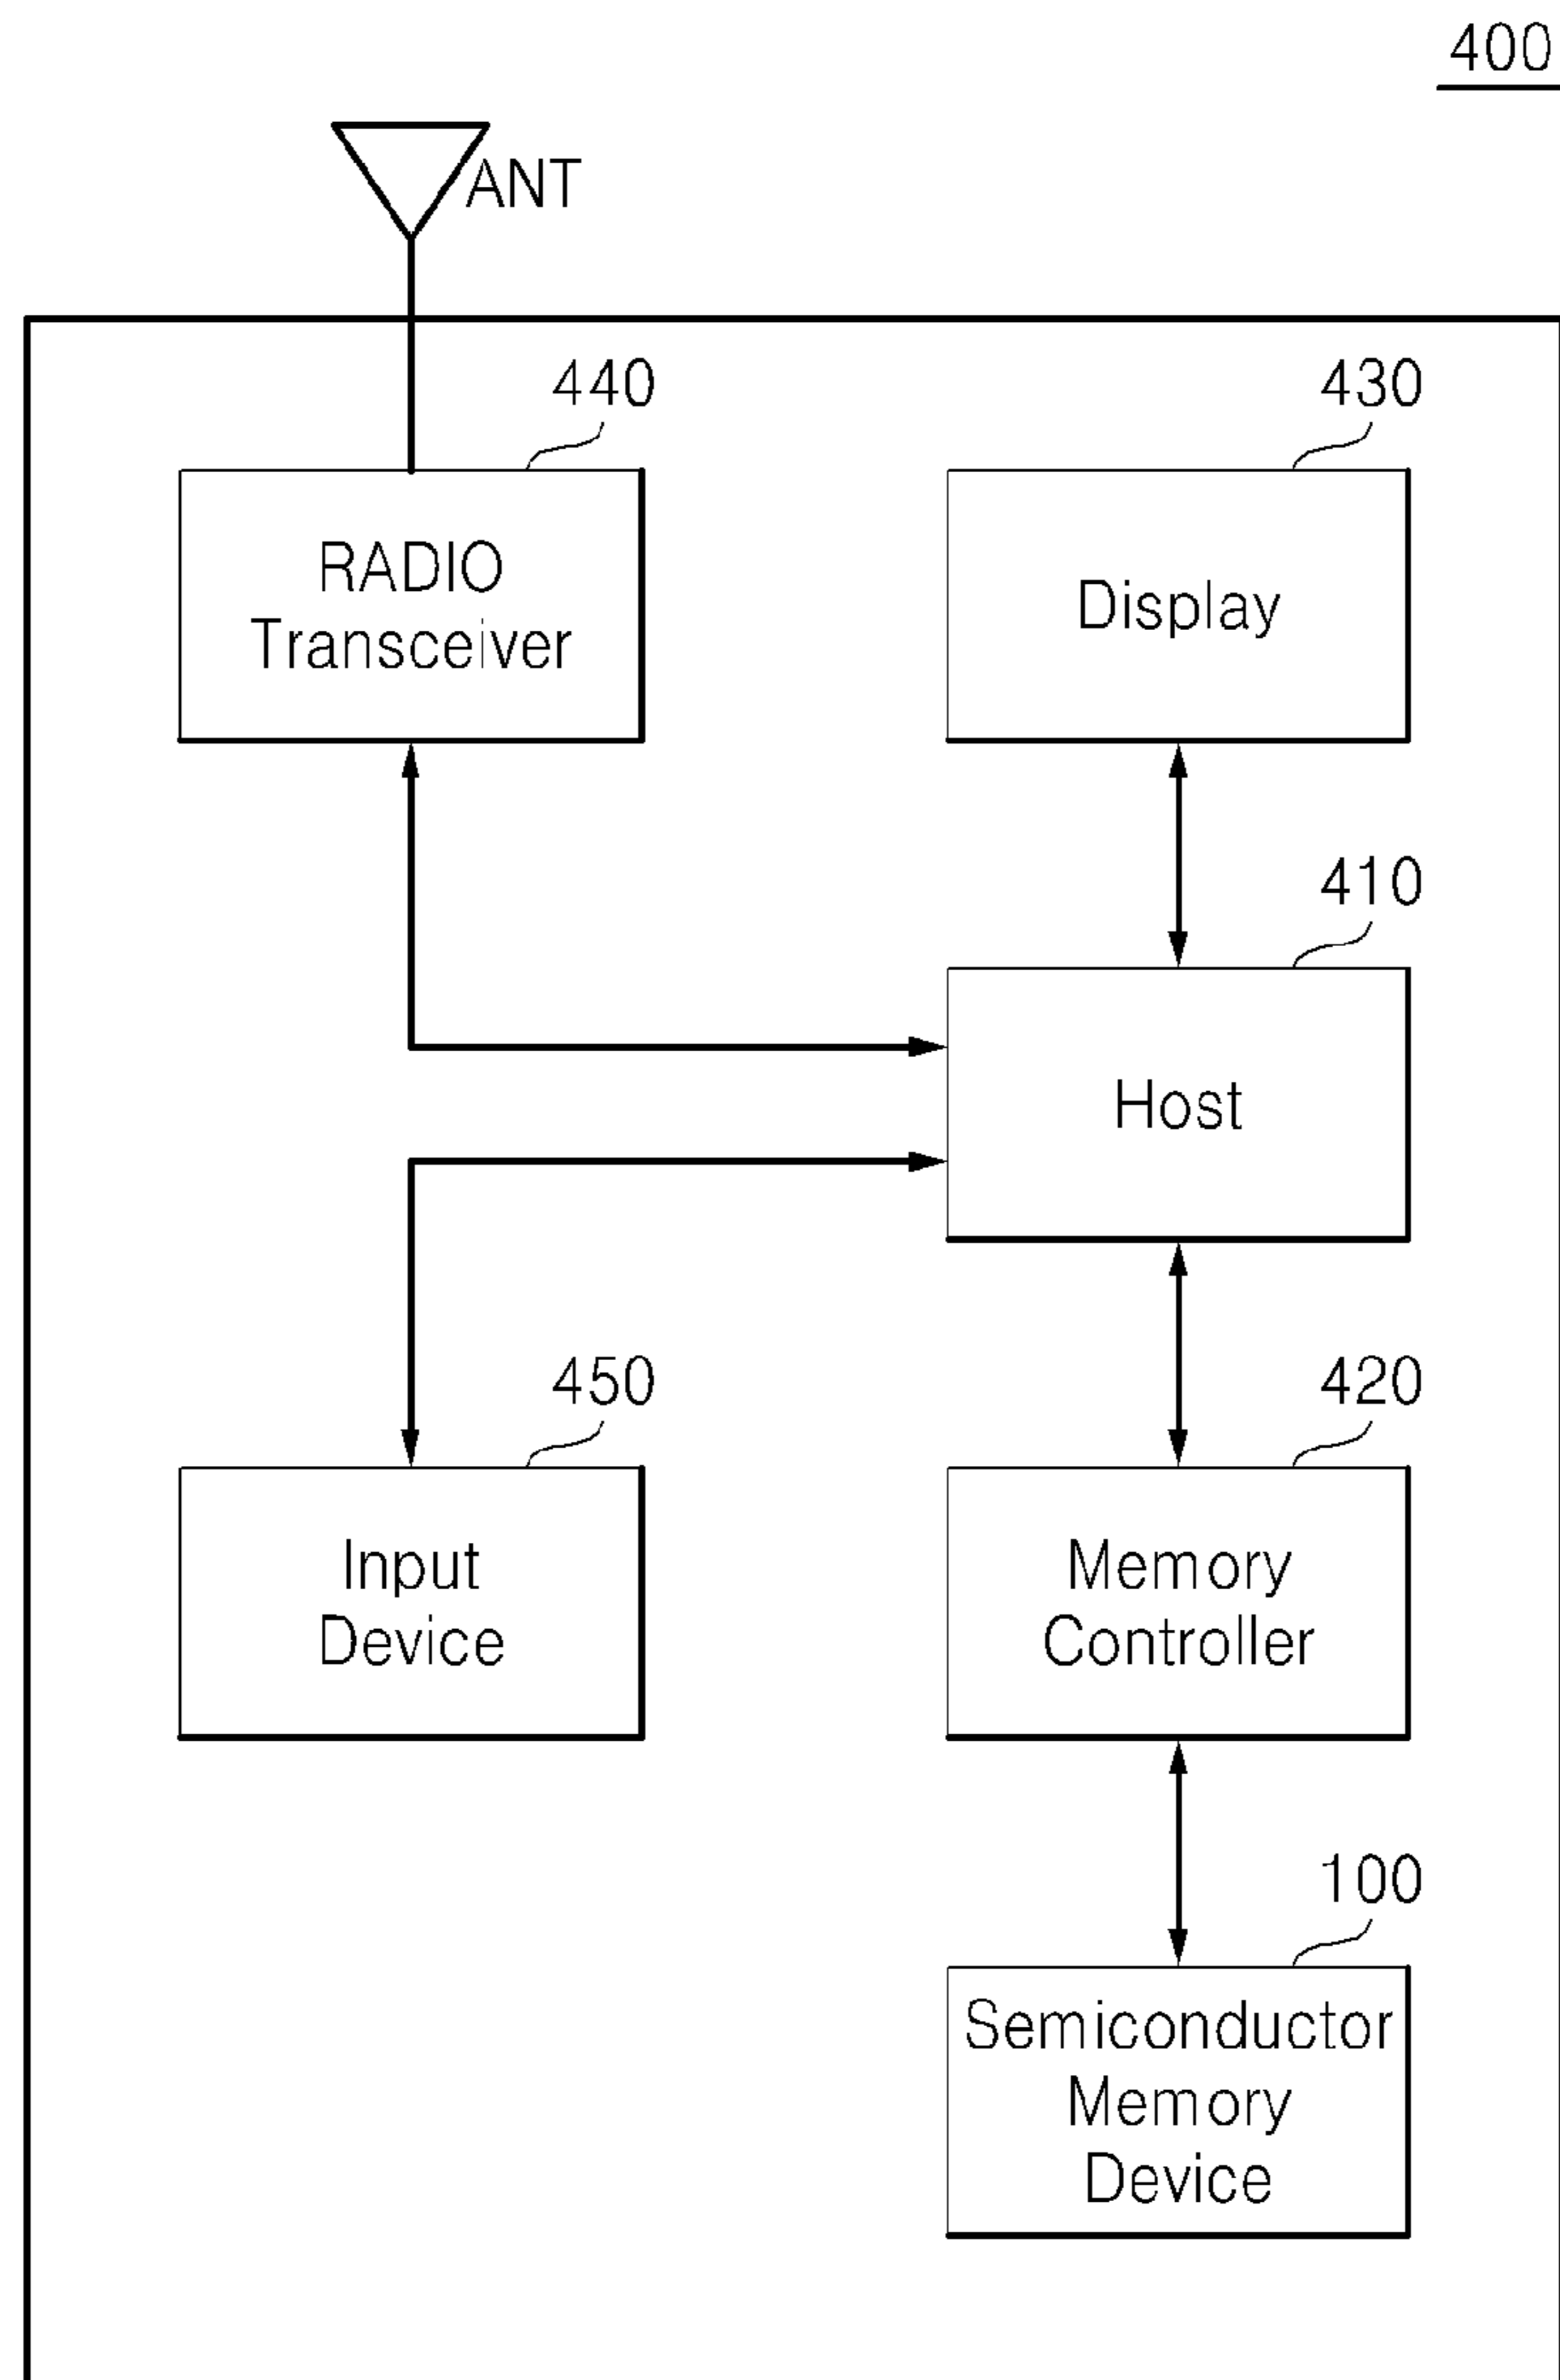 400
ANT
440
430
RADIO
Transceiver
Display
410
Host
450
420
Input
Device
Memory
Controller
100
Semiconductor
Memory
Device